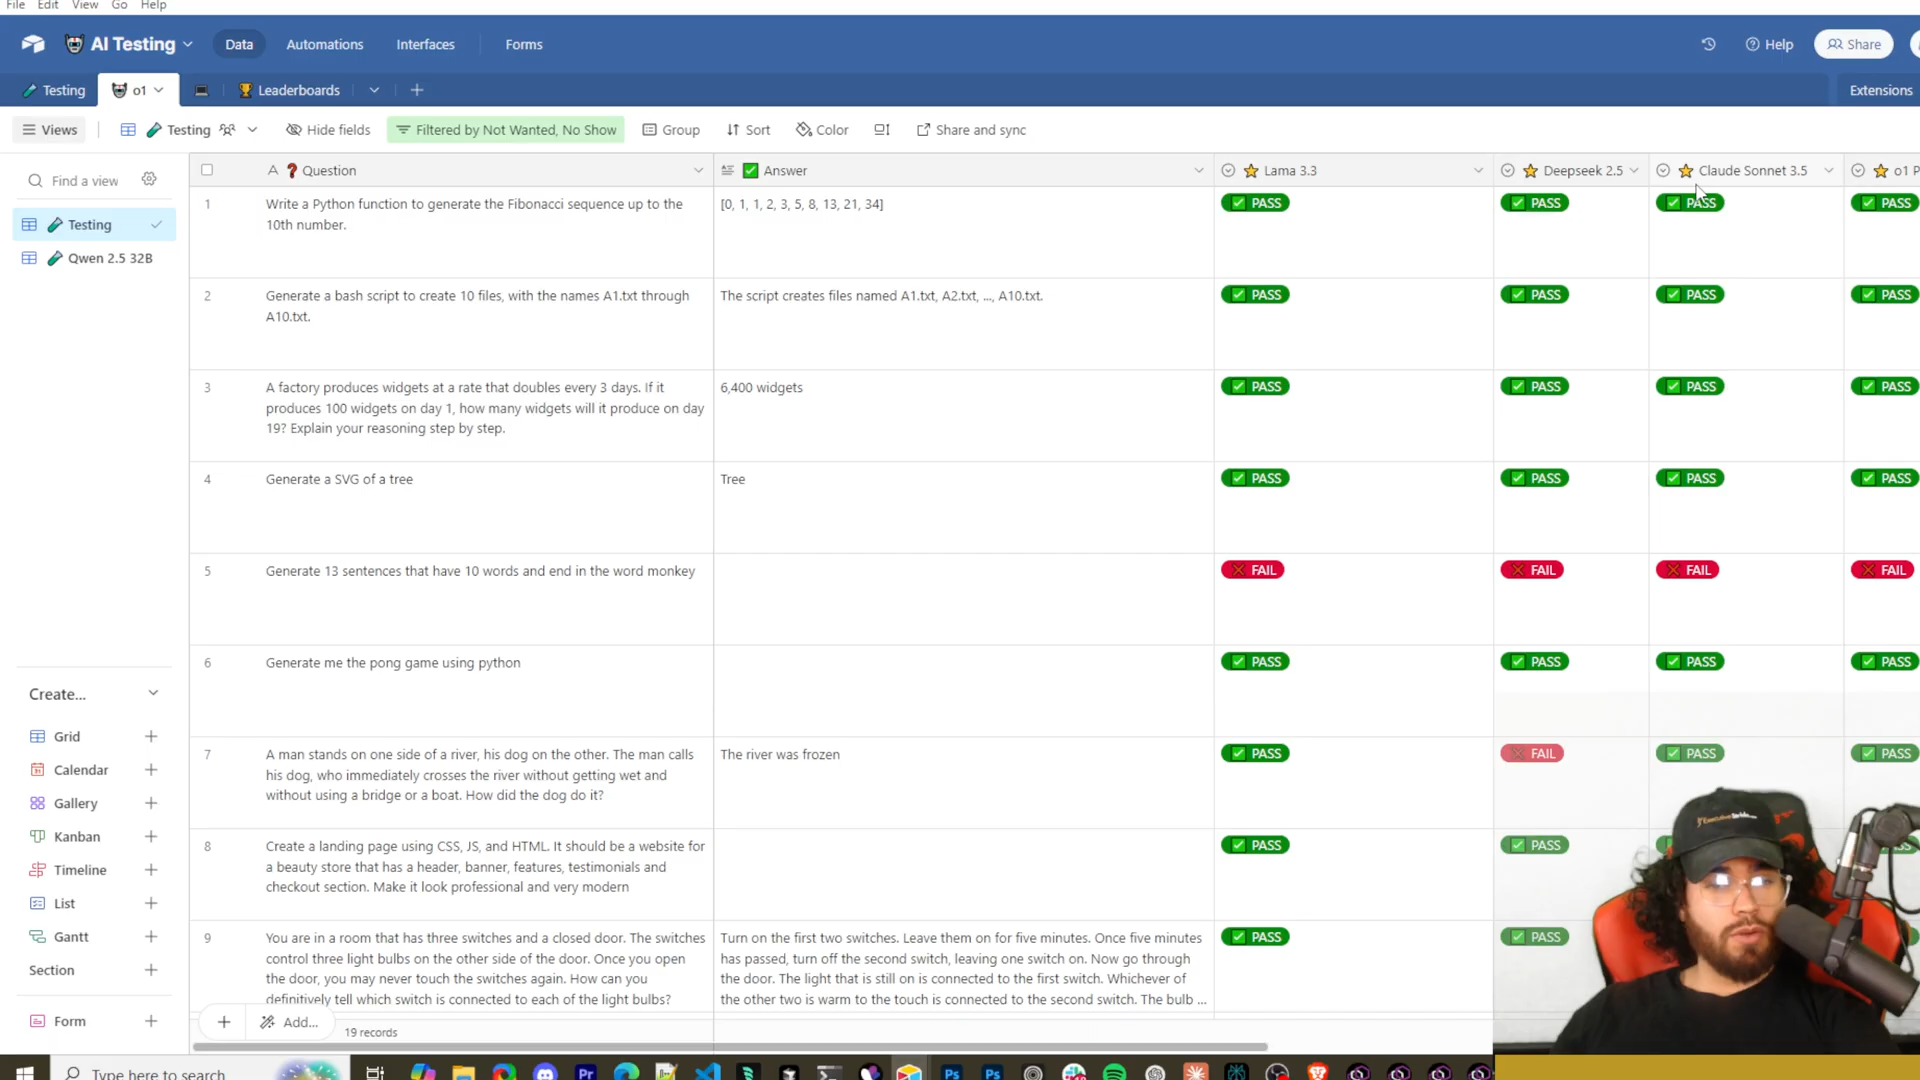 File Edit View Go Help
AI Testing Data Automations Interfaces Forms Help Share
Testing o1 Leaderboards Extensions
Views Testing Hide fields Filtered by Not Wanted, No Show Group Sort Color Share and sync
Find a view
Testing
Qwen 2.5 32B
Create...
Grid
Calendar
Gallery
Kanban
Timeline
List
Gantt
Section
Form
Question Answer Lama 3.3 Deepseek 2.5 Claude Sonnet 3.5 o1 P
1 Write a Python function to generate the Fibonacci sequence up to the [0, 1, 1, 2, 3, 5, 8, 13, 21, 34] PASS PASS PASS PASS
10th number.
2 Generate a bash script to create 10 files, with the names A1.txt through The script creates files named A1.txt, A2.txt, ..., A10.txt. PASS PASS PASS PASS
A10.txt.
3 A factory produces widgets at a rate that doubles every 3 days. If it 6,400 widgets PASS PASS PASS PASS
produces 100 widgets on day 1, how many widgets will it produce on day
19? Explain your reasoning step by step.
4 Generate a SVG of a tree Tree PASS PASS PASS PASS
5 Generate 13 sentences that have 10 words and end in the word monkey FAIL FAIL FAIL FAIL
6 Generate me the pong game using python PASS PASS PASS PASS
7 A man stands on one side of a river, his dog on the other. The man calls The river was frozen PASS FAIL PASS PASS
his dog, who immediately crosses the river without getting wet and
without using a bridge or a boat. How did the dog do it?
8 Create a landing page using CSS, JS, and HTML. It should be a website for PASS PASS
a beauty store that has a header, banner, features, testimonials and
checkout section. Make it look professional and very modern
9 You are in a room that has three switches and a closed door. The switches Turn on the first two switches. Leave them on for five minutes. Once five minutes PASS PASS
control three light bulbs on the other side of the door. Once you open has passed, turn off the second switch, leaving one switch on. Now go through
the door, you may never touch the switches again. How can you the door. The light that is still on is connected to the first switch. Whichever of
definitively tell which switch is connected to each of the light bulbs? the other two is warm to the touch is connected to the second switch. The bulb ...
Add... 19 records
Type here to search